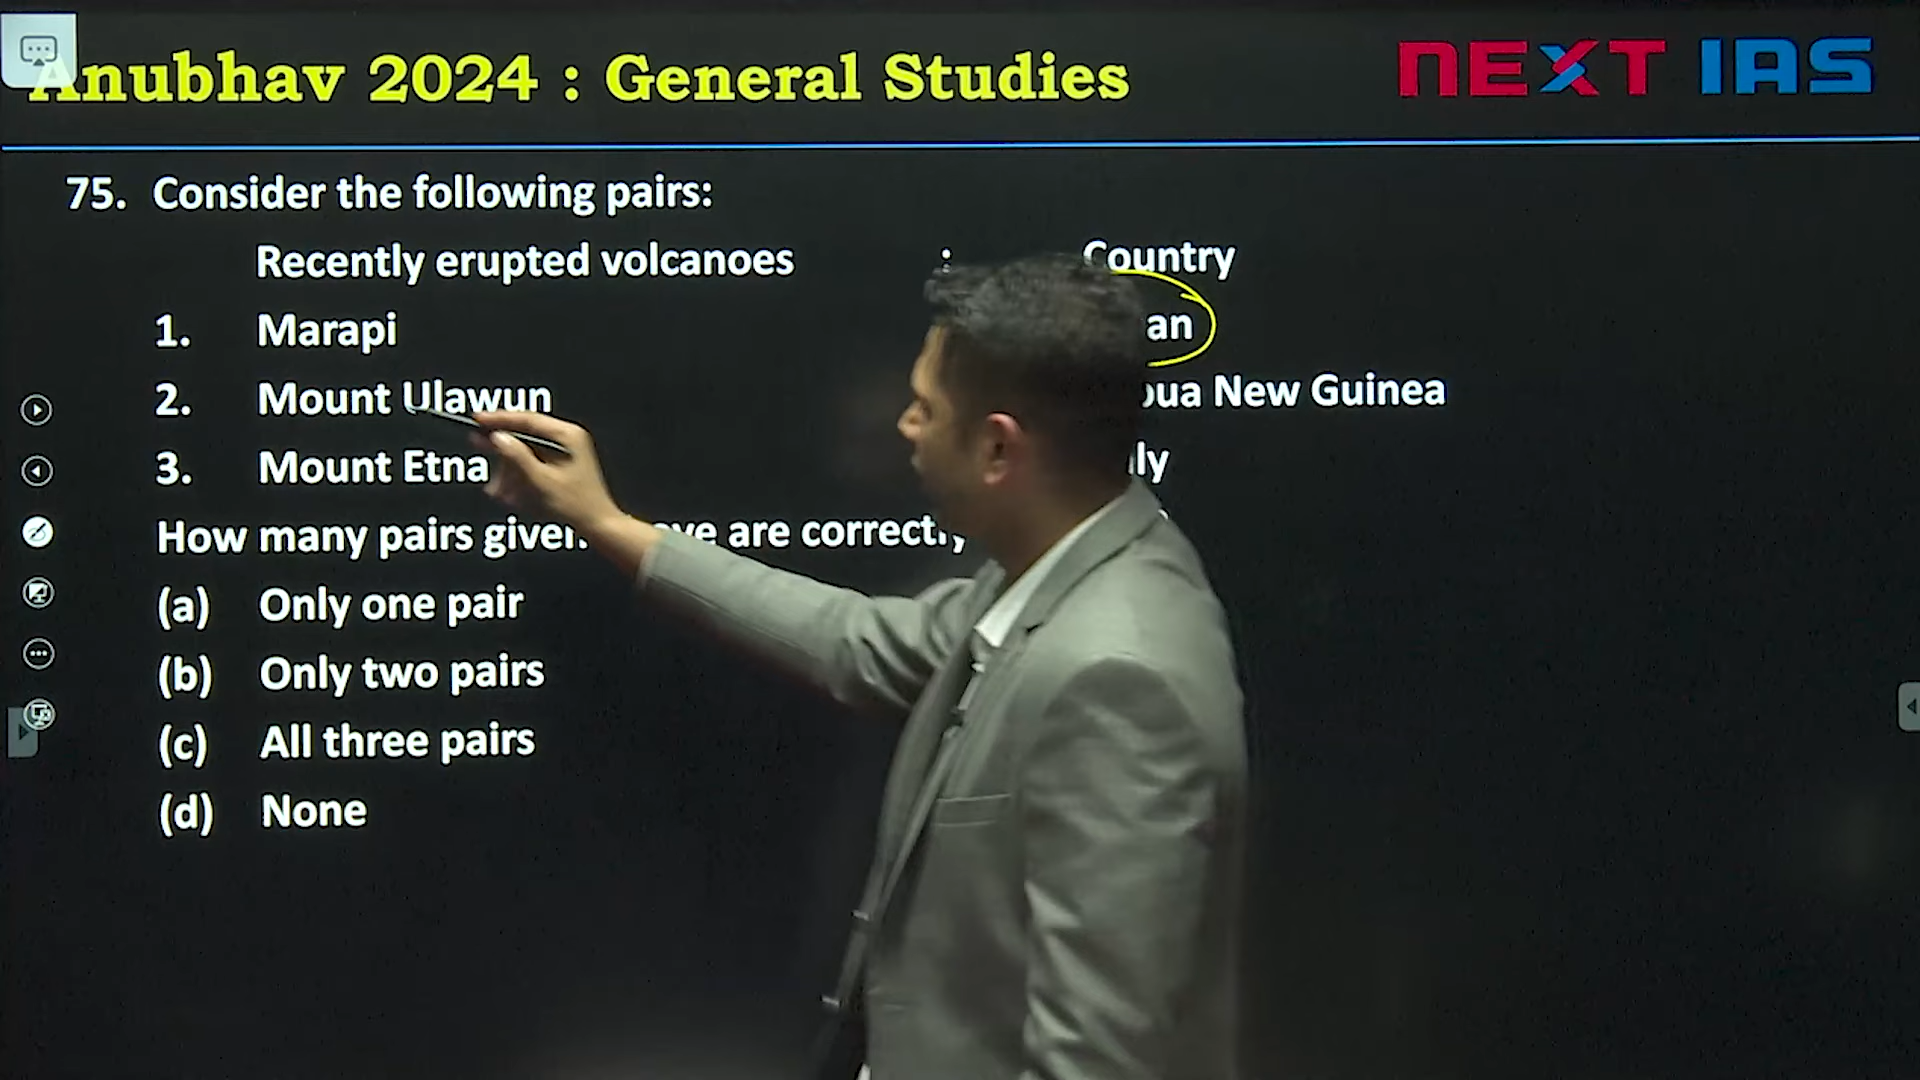 Anubhav 2024 : General Studies
NEXT IAS
75. Consider the following pairs:
Recently erupted volcanoes : Country
1. Marapi an
2. Mount Ulawun pua New Guinea
3. Mount Etna ly
How many pairs given are correctly
(a) Only one pair
(b) Only two pairs
(c) All three pairs
(d) None